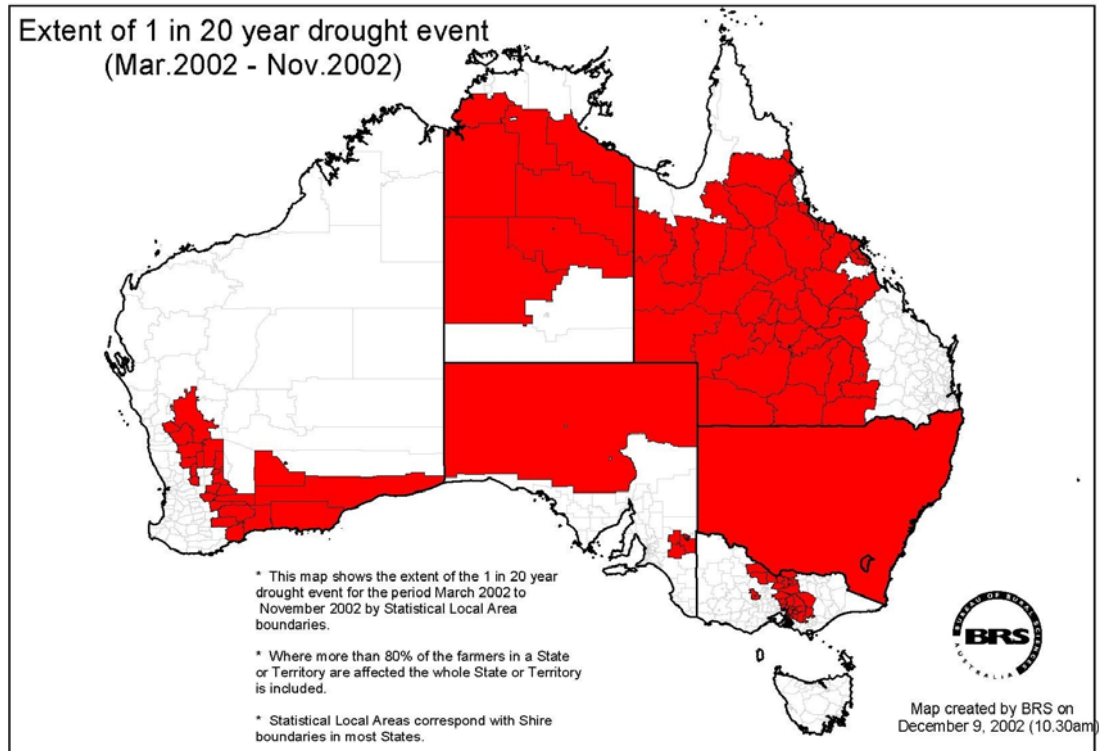 Extent of 1 in 20 year drought event
(Mar.2002 - Nov.2002)
* This map shows the extent of the 1 in 20 year
drought event for the period March 2002 to
November 2002 by Statistical Local Area
boundaries.
* Where more than 80% of the farmers in a State
or Territory are affected the whole State or Territory
is included.
* Statistical Local Areas correspond with Shire
boundaries in most States.
BUREAU OF RURAL SCIENCES
BRS
AUSTRALIA
Map created by BRS on
December 9, 2002 (10.30am)